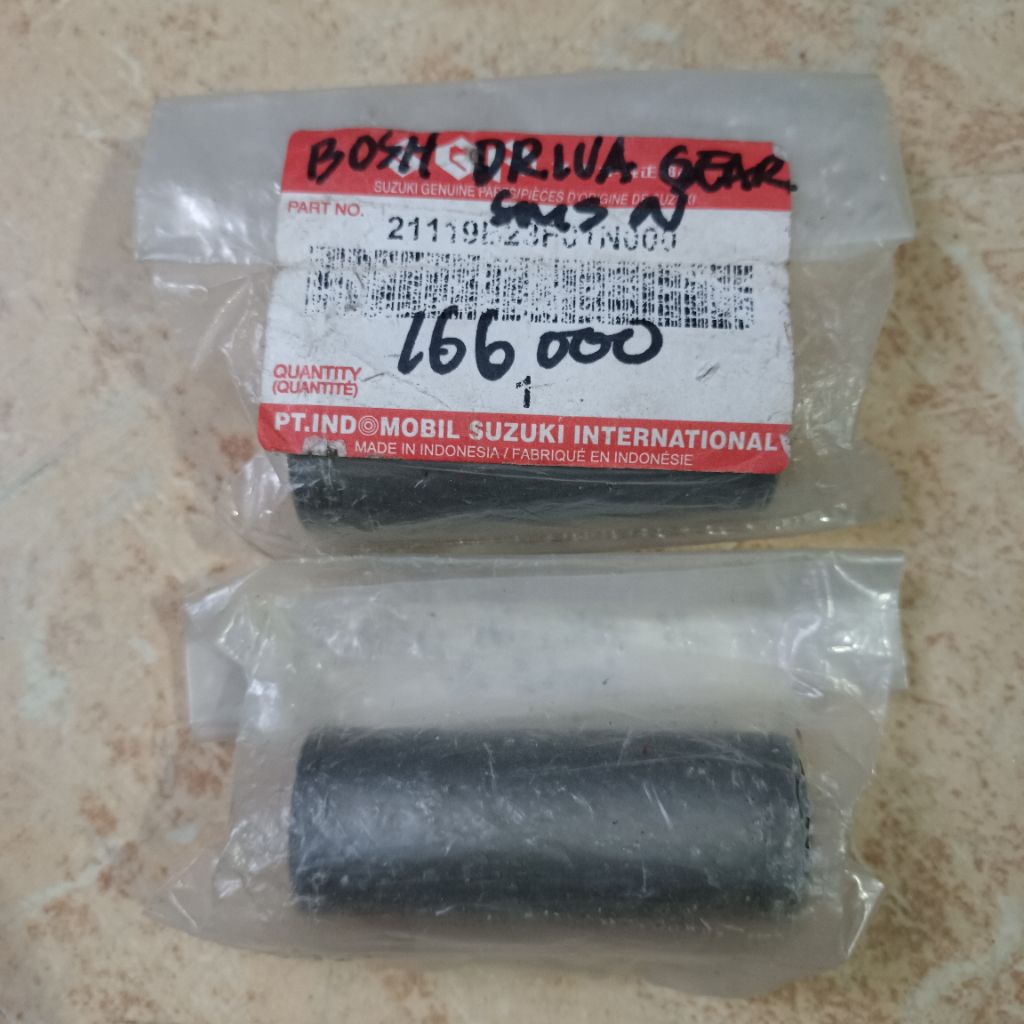 BOSH DRIVA GEAR
SUZUKI GENUINE PARTS/PIÈCES D'ORIGINE DE SUZUKI
PART NO.
166 000
QUANTITY
(QUANTITÉ)
1
PT.INDOMOBIL SUZUKI INTERNATIONAL
MADE IN INDONESIA / FABRIQUÉ EN INDONÉSIE